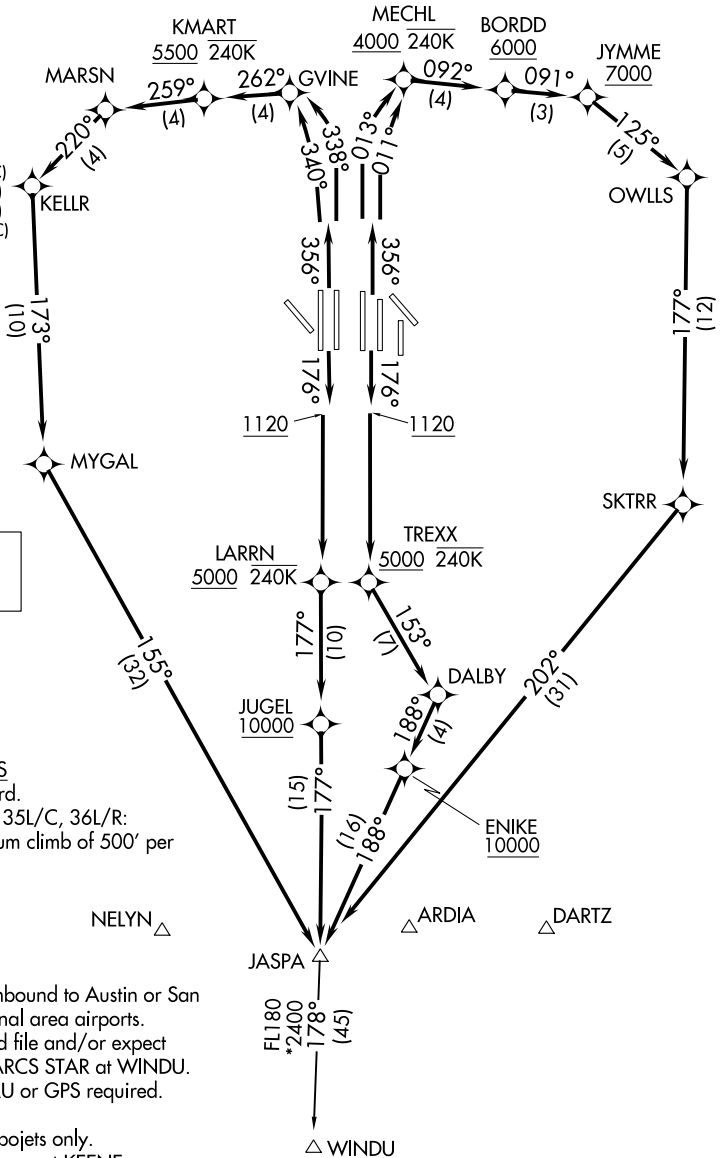 MECHL
4000 240K
KMART
5500 240K
BORDD
6000
JYMME
7000
MARSN
259°
(4)
262°
(4)
GVINE
092°
(4)
091°
(3)
220°
(4)
125°
(5)
KELLR
OWLLS
340°
338°
013°
011°
356°
356°
173°
(10)
177°
(12)
176°
176°
1120
1120
MYGAL
SKTRR
LARRN
5000 240K
TREXX
5000 240K
177°
(10)
153°
(7)
155°
(32)
202°
(31)
DALBY
JUGEL
10000
188°
(4)
(15)
177°
(16)
188°
ENIKE
10000
S
rd.
35L/C, 36L/R:
um climb of 500' per
NELYN
ARDIA
DARTZ
JASPA
nbound to Austin or San
nal area airports.
d file and/or expect
ARCS STAR at WINDU.
U or GPS required.
FL180
*2400
178°
(45)
bojets only.
WINDU